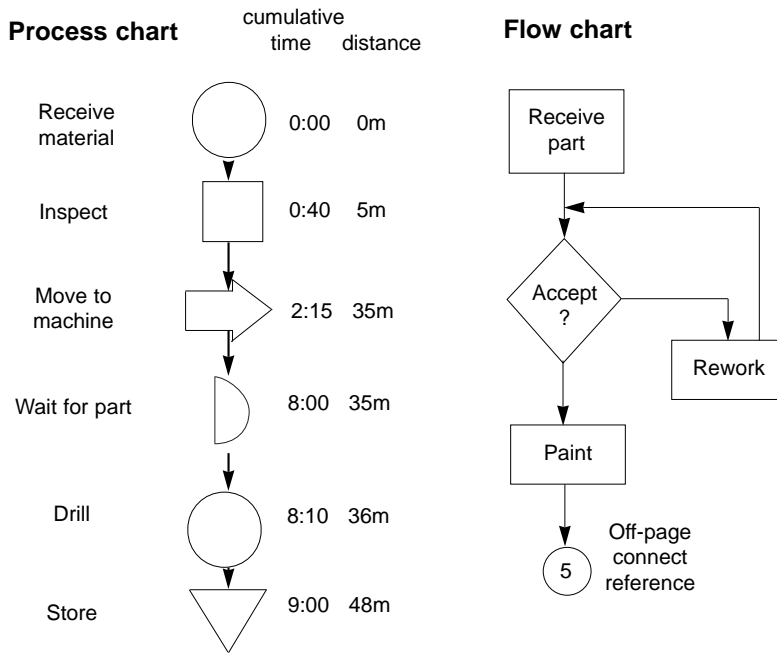 Process chart
cumulative
time distance
Receive
material
0:00 0m
Inspect
0:40 5m
Move to
machine
2:15 35m
Wait for part
8:00 35m
Drill
8:10 36m
Store
9:00 48m
Flow chart
Receive
part
Accept
?
Rework
Paint
5
Off-page
connect
reference